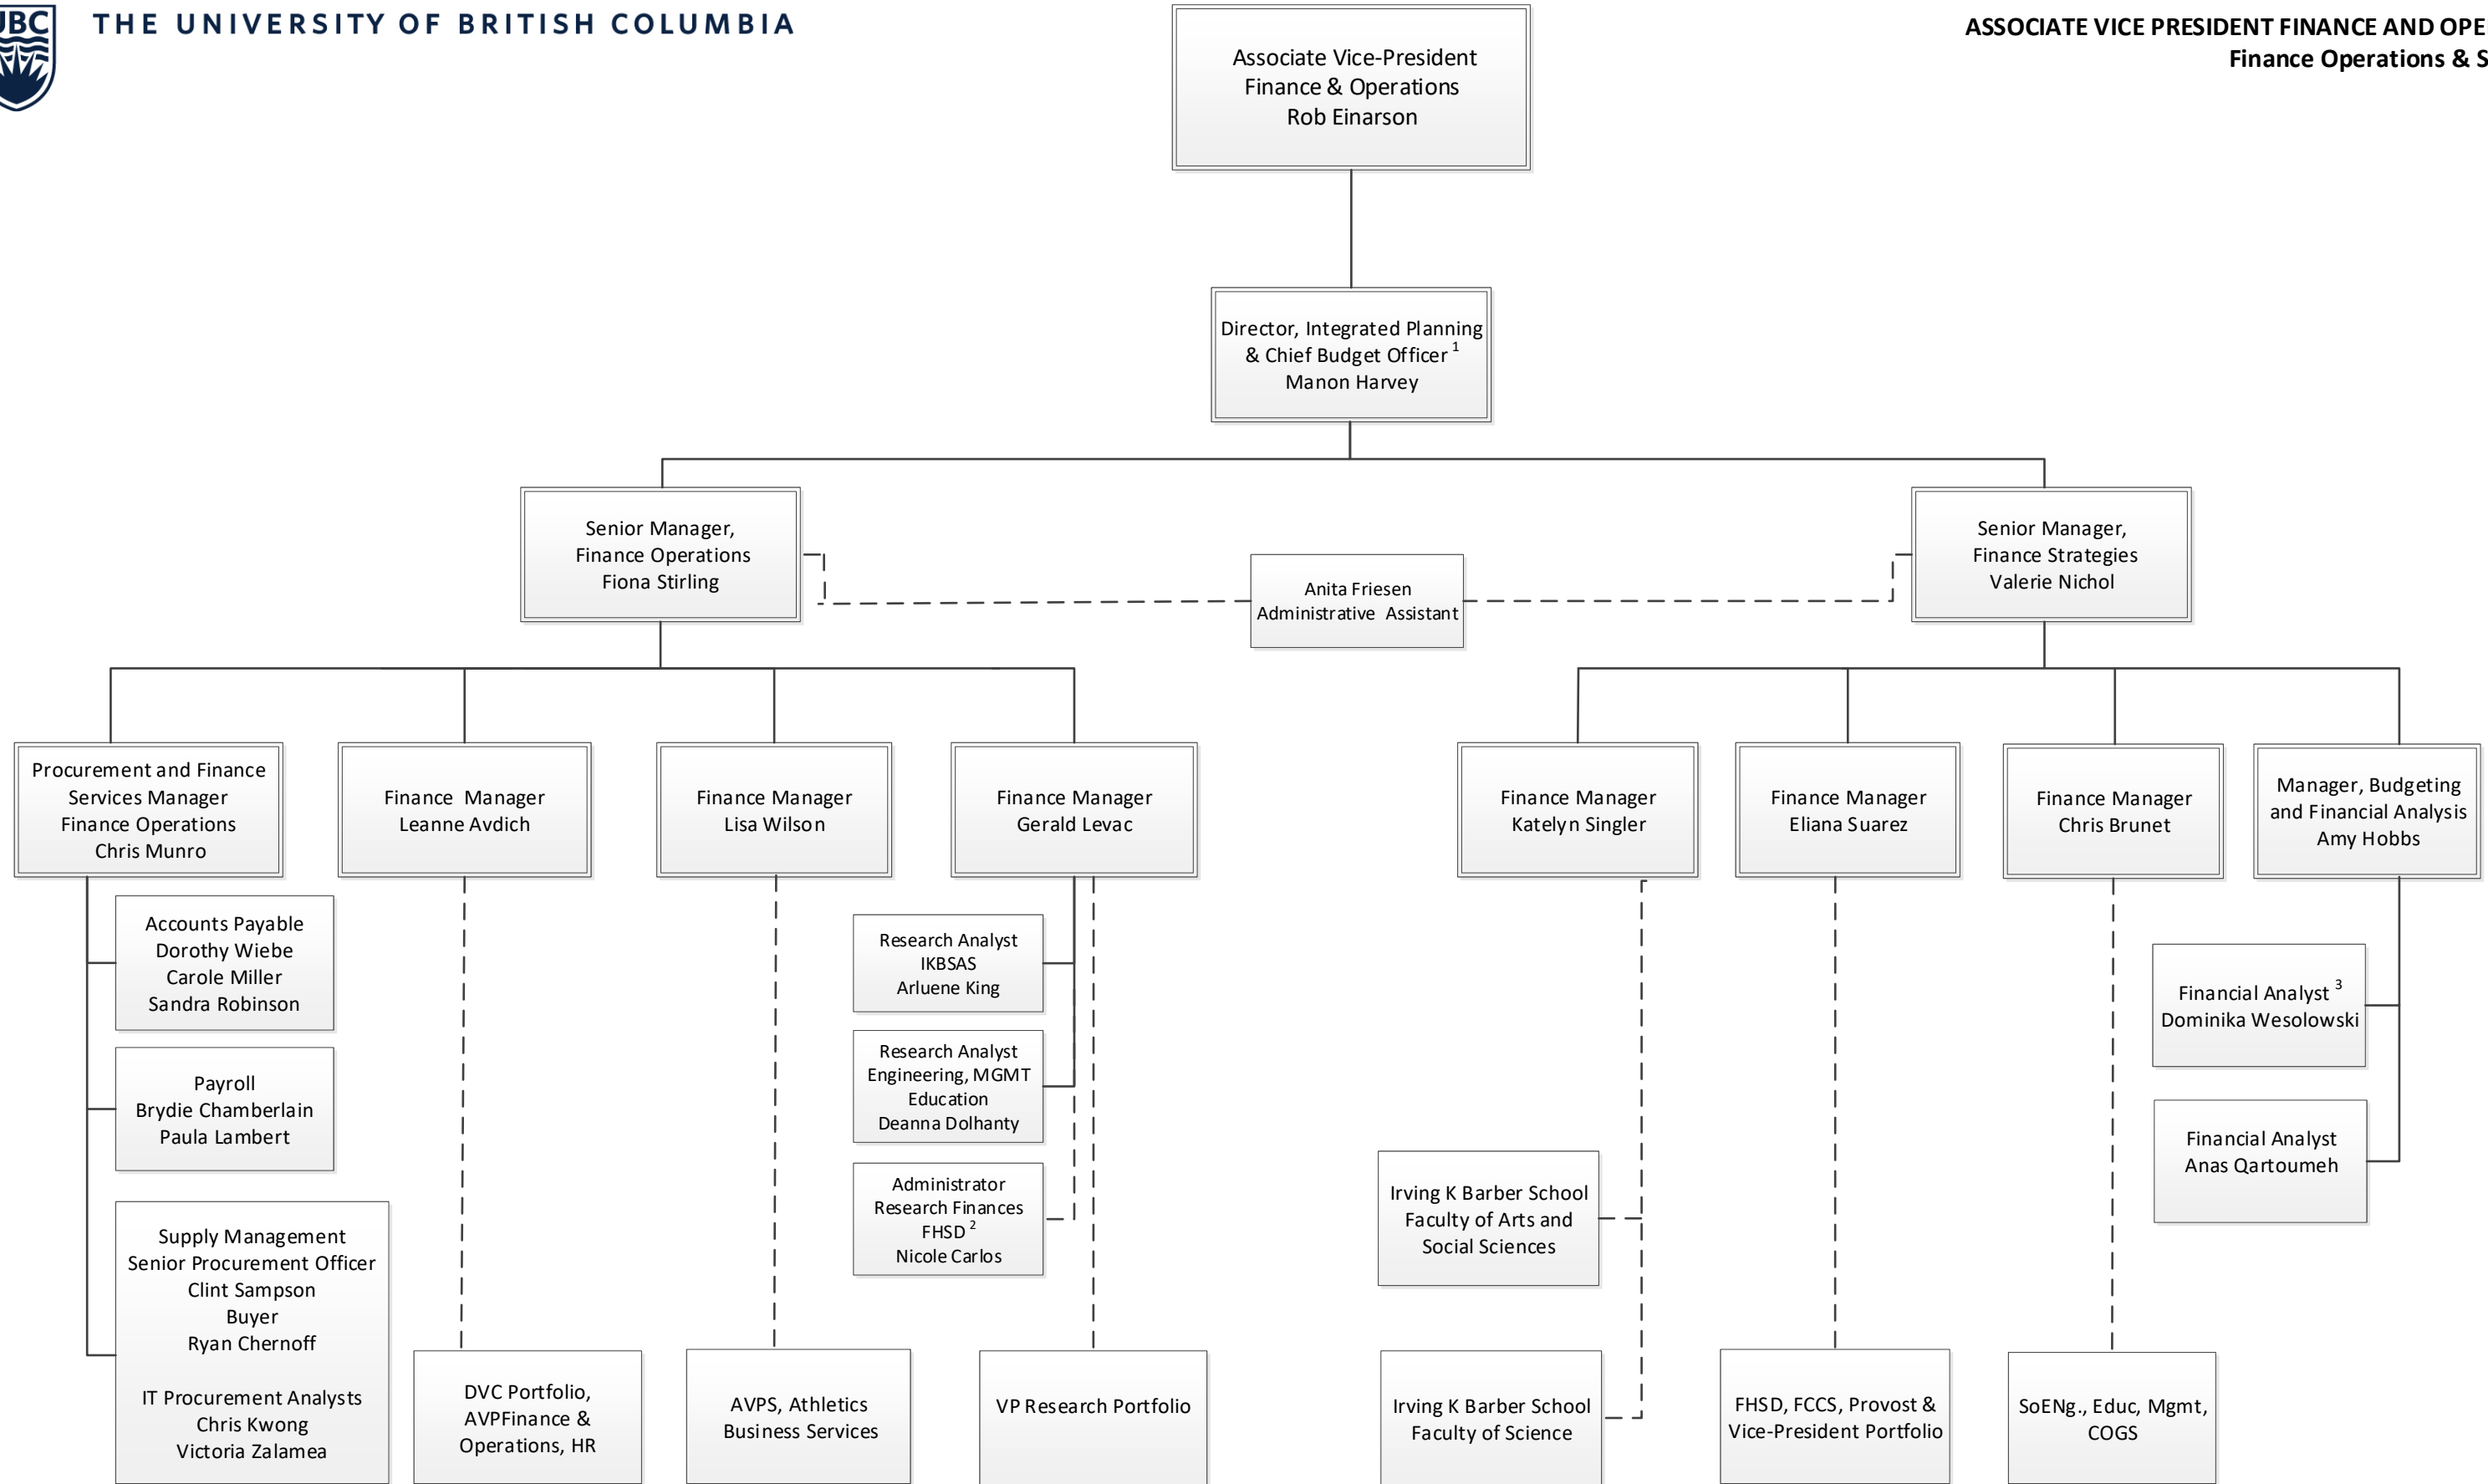 UBC
THE UNIVERSITY OF BRITISH COLUMBIA
ASSOCIATE VICE PRESIDENT FINANCE AND OPE
Finance Operations & S
Associate Vice-President
Finance & Operations
Rob Einarson
Director, Integrated Planning
& Chief Budget Officer 1
Manon Harvey
Senior Manager,
Finance Operations
Fiona Stirling
Anita Friesen
Administrative Assistant
Senior Manager,
Finance Strategies
Valerie Nichol
Procurement and Finance
Services Manager
Finance Operations
Chris Munro
Finance Manager
Leanne Avdich
Finance Manager
Lisa Wilson
Finance Manager
Gerald Levac
Finance Manager
Katelyn Singler
Finance Manager
Eliana Suarez
Finance Manager
Chris Brunet
Manager, Budgeting
and Financial Analysis
Amy Hobbs
Accounts Payable
Dorothy Wiebe
Carole Miller
Sandra Robinson
Payroll
Brydie Chamberlain
Paula Lambert
Supply Management
Senior Procurement Officer
Clint Sampson
Buyer
Ryan Chernoff
IT Procurement Analysts
Chris Kwong
Victoria Zalamea
DVC Portfolio,
AVPFinance &
Operations, HR
AVPS, Athletics
Business Services
Research Analyst
IKBSAS
Arluene King
Research Analyst
Engineering, MGMT
Education
Deanna Dolhanty
Administrator
Research Finances
FHSD 2
Nicole Carlos
VP Research Portfolio
Irving K Barber School
Faculty of Arts and
Social Sciences
Irving K Barber School
Faculty of Science
FHSD, FCCS, Provost &
Vice-President Portfolio
SoENg., Educ, Mgmt,
COGS
Financial Analyst 3
Dominika Wesolowski
Financial Analyst
Anas Qartoumeh